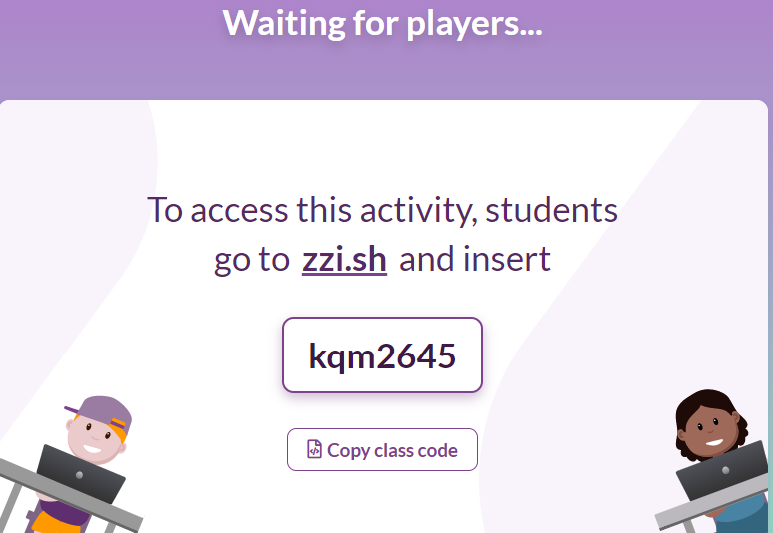 Waiting for players...
To access this activity, students
go to zzi.sh and insert
kqm2645
Copy class code